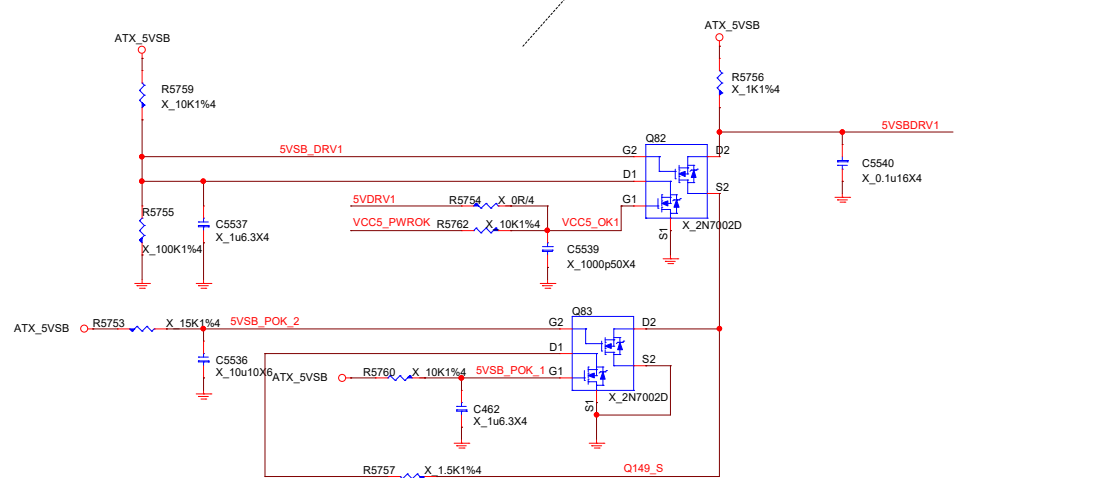 ATX_5VSB
ATX_5VSB
R5759
X_10K1%4
R5756
X_1K1%4
5VSBDRV1
Q82
5VSB_DRV1
G2
D2
C5540
X_0.1u16X4
D1
S2
R5755
X_100K1%4
C5537
X_1u6.3X4
5VDRV1
R5754
X_0R/4
G1
VCC5_PWROK
R5762
X_10K1%4
VCC5_OK1
S1
X_2N7002D
C5539
X_1000p50X4
Q83
ATX_5VSB
R5753
X_15K1%4
5VSB_POK_2
G2
D2
D1
S2
C5536
X_10u10X6
ATX_5VSB
R5760
X_10K1%4
5VSB_POK_1
G1
S1
X_2N7002D
C462
X_1u6.3X4
R5757
X_1.5K1%4
Q149_S